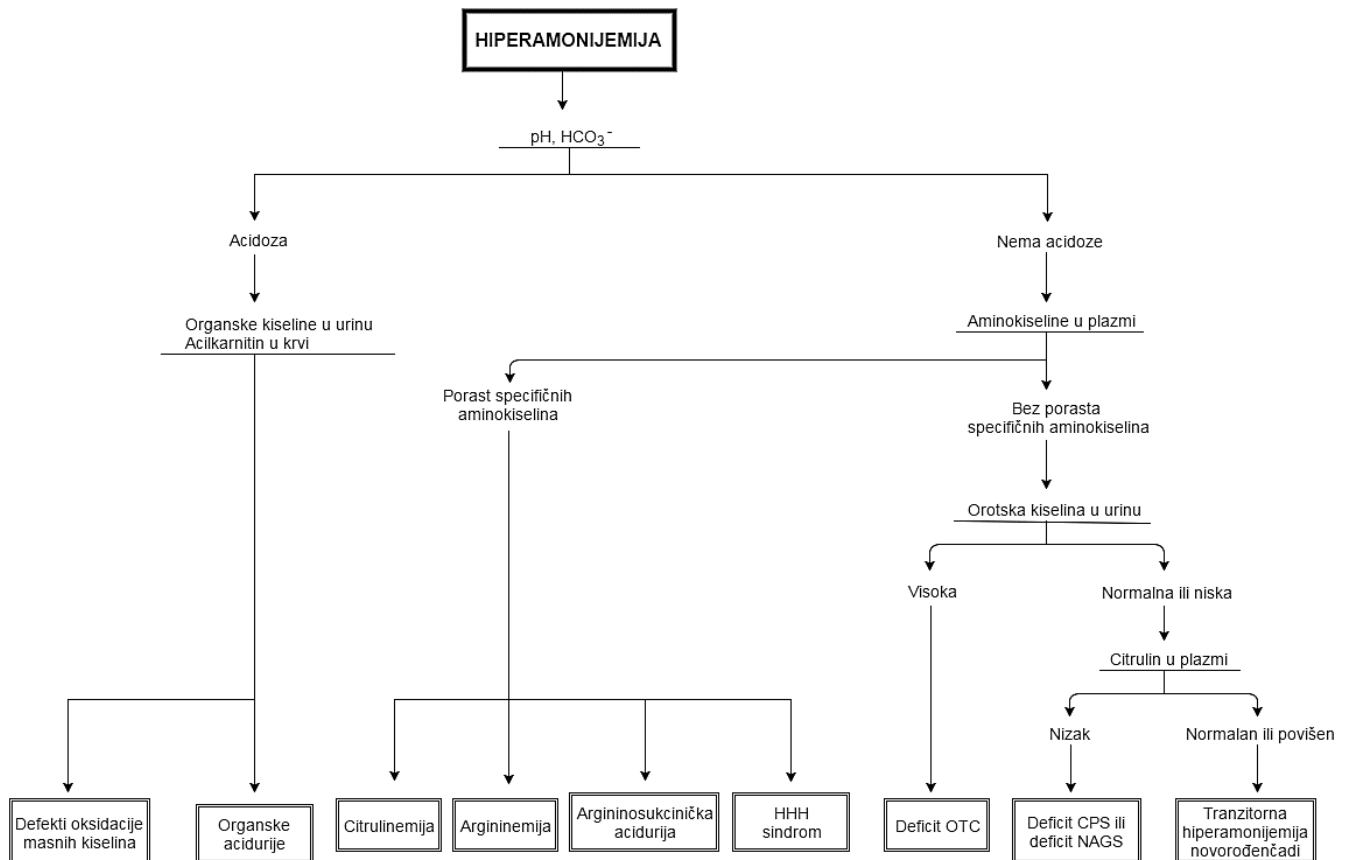 HIPERAMONIJEMIJA
pH, HCO₃⁻
Acidoza
Nema acidoze
Organske kiseline u urinu
Acilkarnitin u krvi
Aminokiseline u plazmi
Porast specifičnih
aminokiselina
Bez porasta
specifičnih aminokiselina
Orotska kiselina u urinu
Visoka
Normalna ili niska
Citrulin u plazmi
Nizak
Normalan ili povišen
Defekti oksidacije
masnih kiselina
Organske
acidurije
Citrulinemija
Argininemija
Argininosukcinička
acidurija
HHH
sindrom
Deficit OTC
Deficit CPS ili
deficit NAGS
Tranzitorna
hiperamonijemija
novorođenčadi